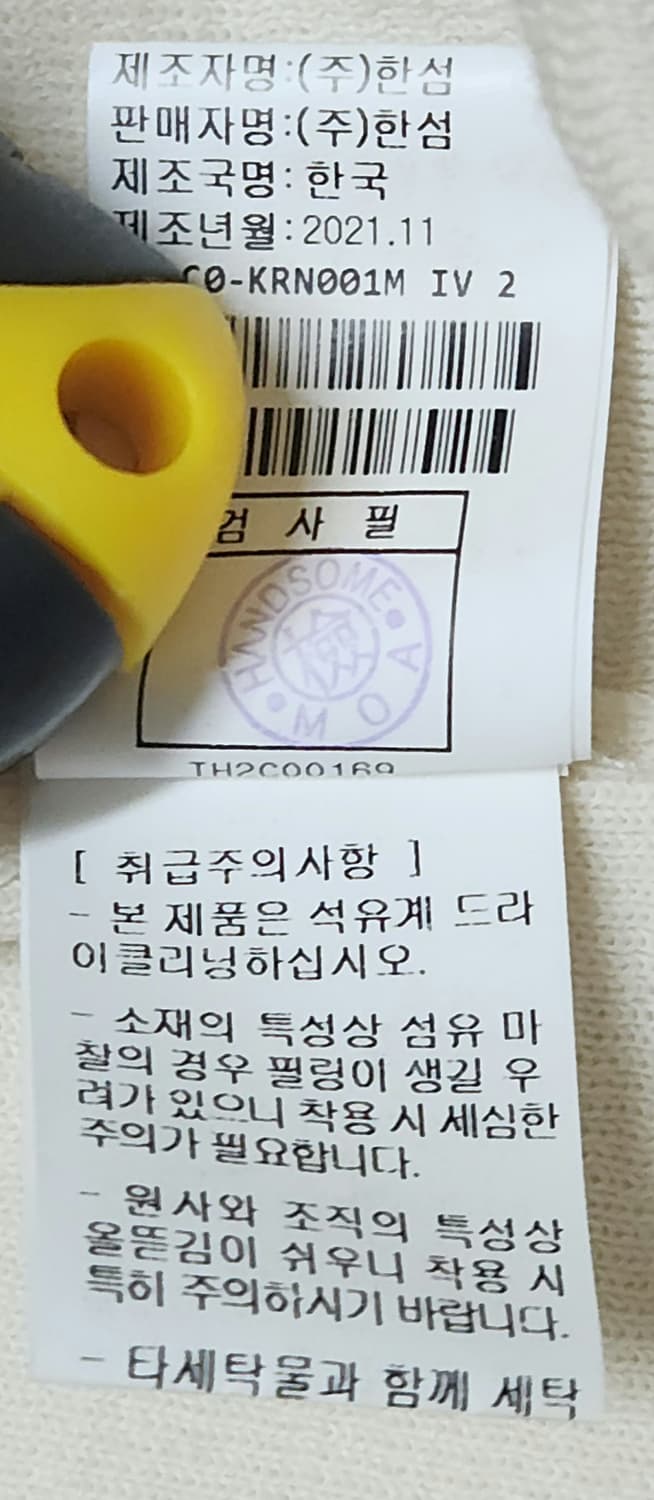 제조자명:(주)한섬
판매자명:(주)한섬
제조국명: 한국
제조년월:2021.11
C0-KRN001M IV 2
검 사 필
HANDSOME
檢
MOA
TH2C00169
[ 취급주의사항 ]
- 본 제품은 석유계 드라
이클리닝하십시오.
- 소재의 특성상 섬유 마
찰의 경우 필링이 생길 우
려가 있으니 착용 시 세심한
주의가 필요합니다.
- 원사와 조직의 특성상
올뜯김이 쉬우니 착용 시
특히 주의하시기 바랍니다.
- 타세탁물과 함께 세탁